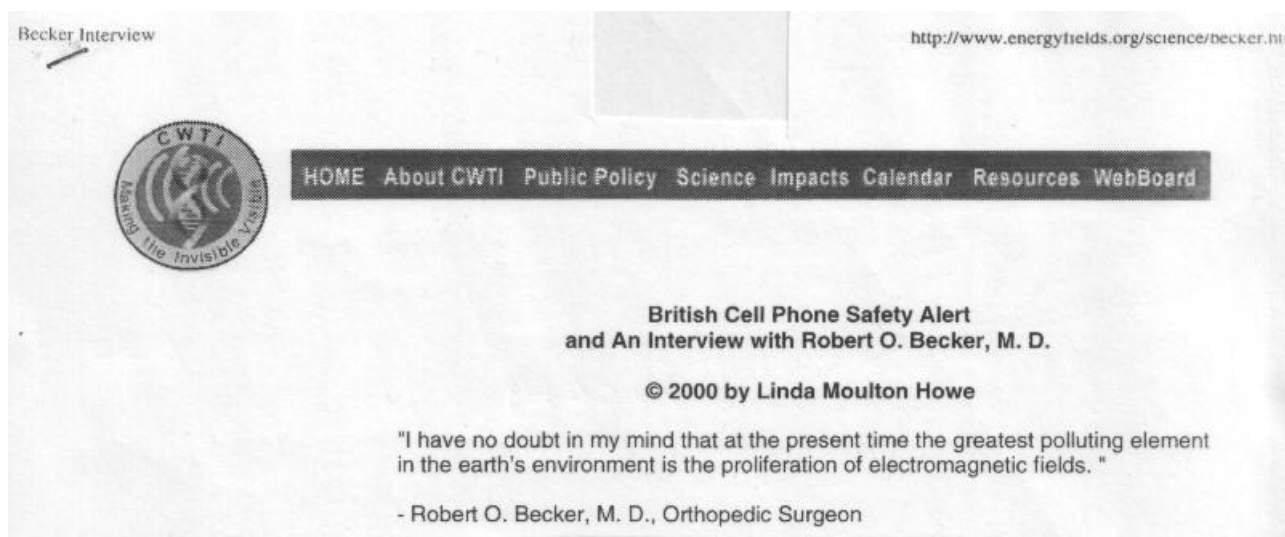 Becker Interview
http://www.energyfields.org/science/becker.ht
CWTI
Making the Invisible Visible
HOME About CWTI Public Policy Science Impacts Calendar Resources WebBoard
British Cell Phone Safety Alert
and An Interview with Robert O. Becker, M. D.
© 2000 by Linda Moulton Howe
"I have no doubt in my mind that at the present time the greatest polluting element
in the earth's environment is the proliferation of electromagnetic fields. "
- Robert O. Becker, M. D., Orthopedic Surgeon